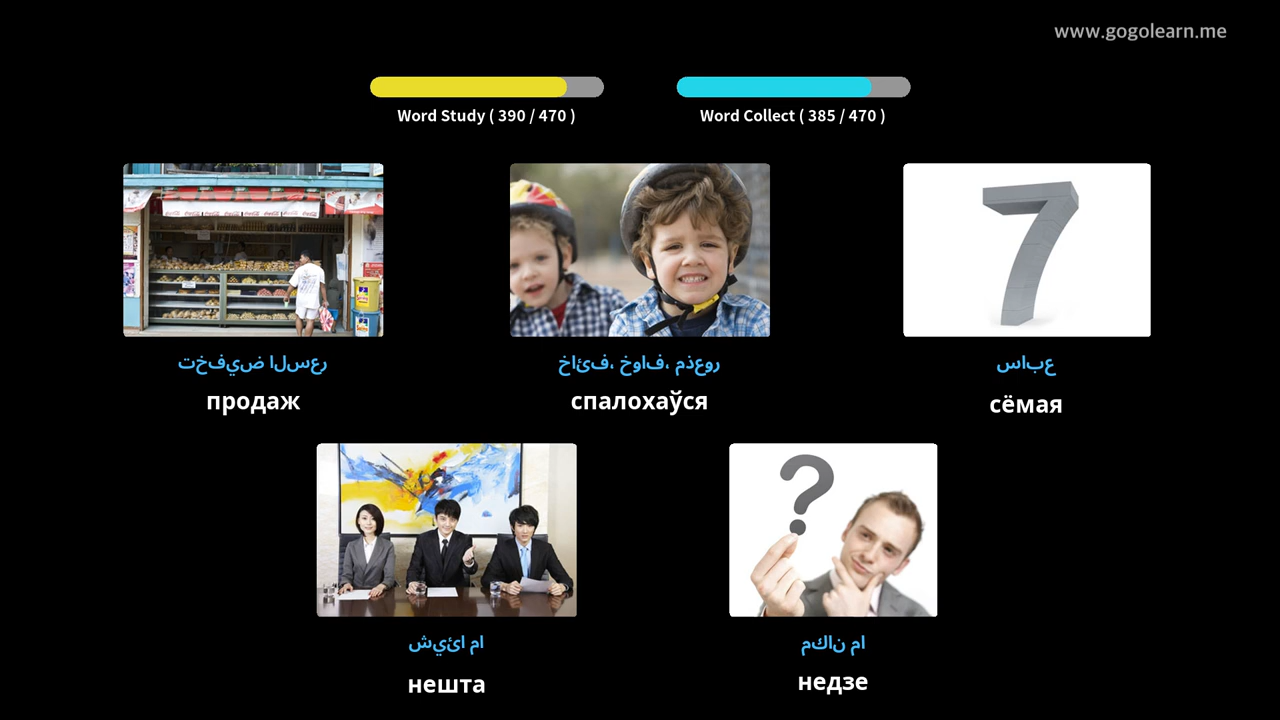 www.gogolearn.me
Word Study ( 390 / 470 )
Word Collect ( 385 / 470 )
تخفيض السعر
продаж
خائف، خواف، مذعور
спалохаўся
سابع
сёмая
7
شيئا ما
нешта
?
مكان ما
недзе